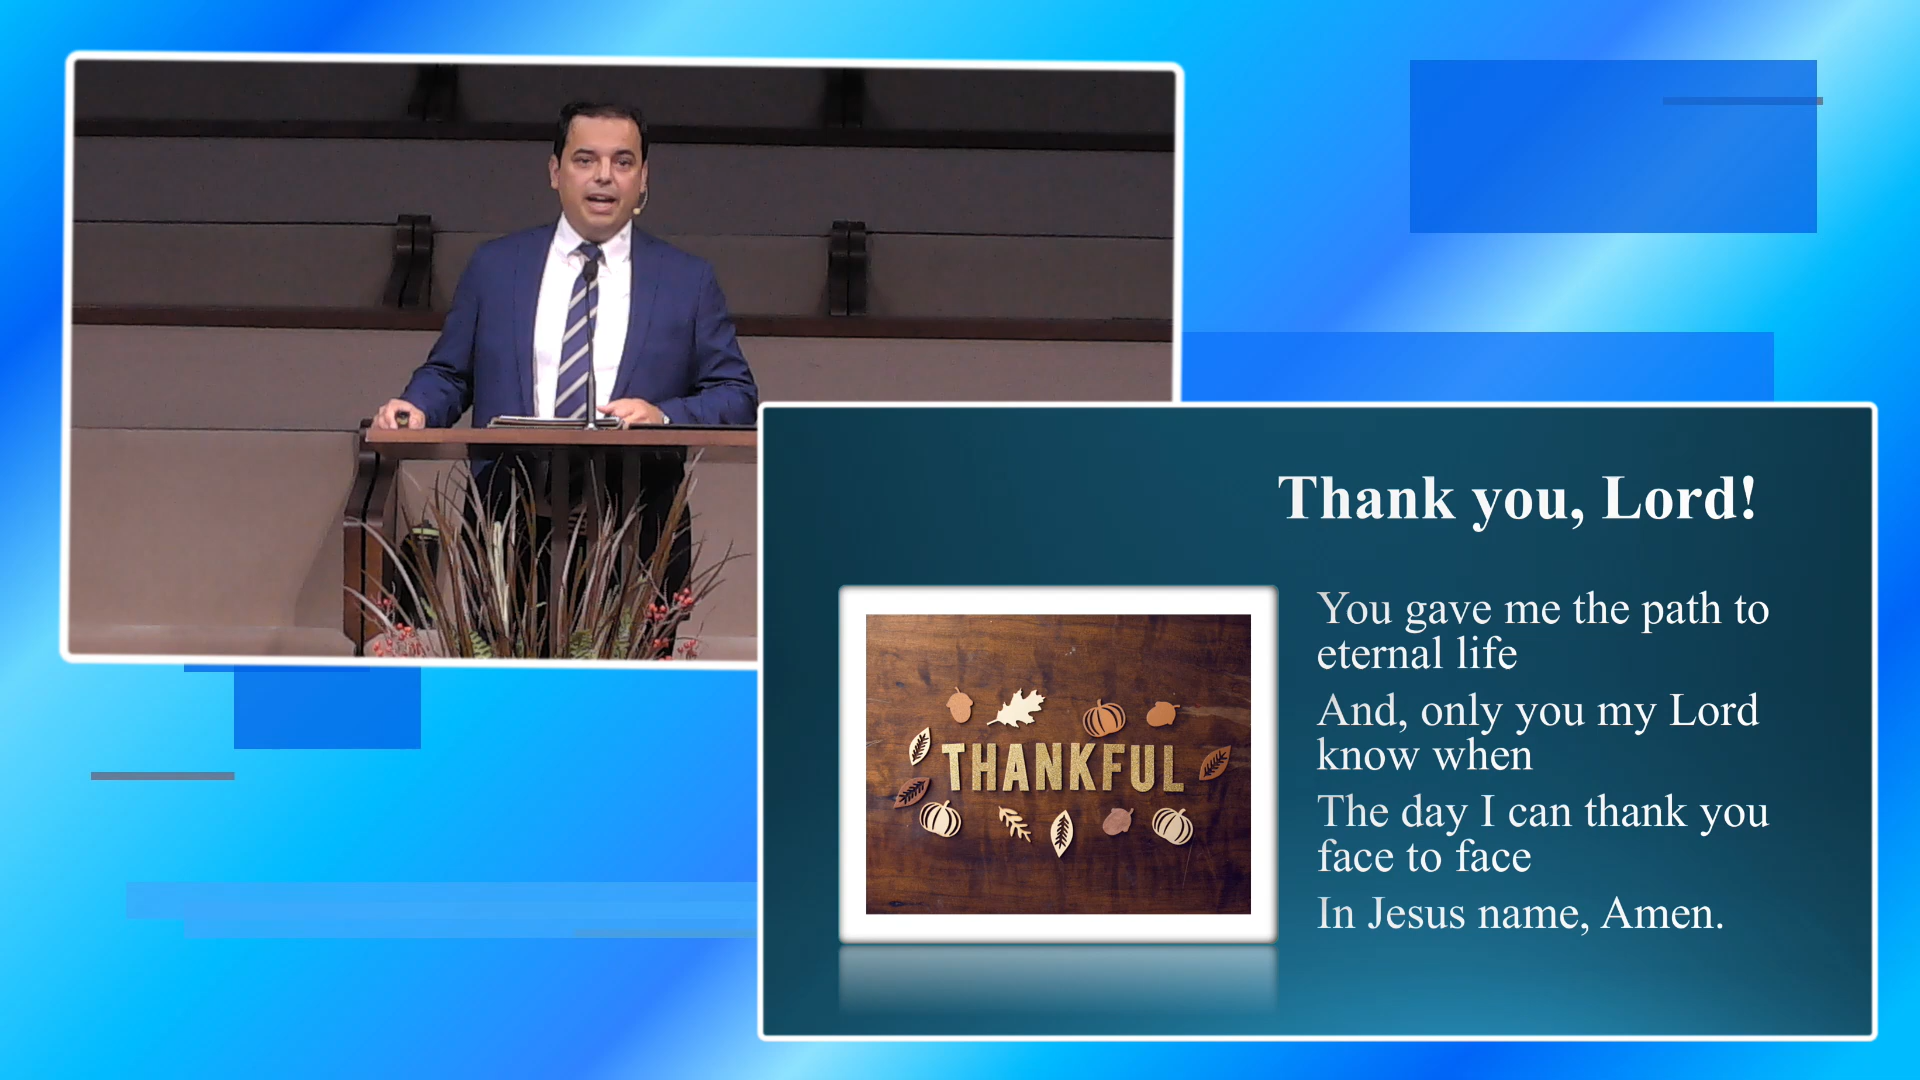 Thank you, Lord!
THANKFUL
You gave me the path to
eternal life
And, only you my Lord
know when
The day I can thank you
face to face
In Jesus name, Amen.